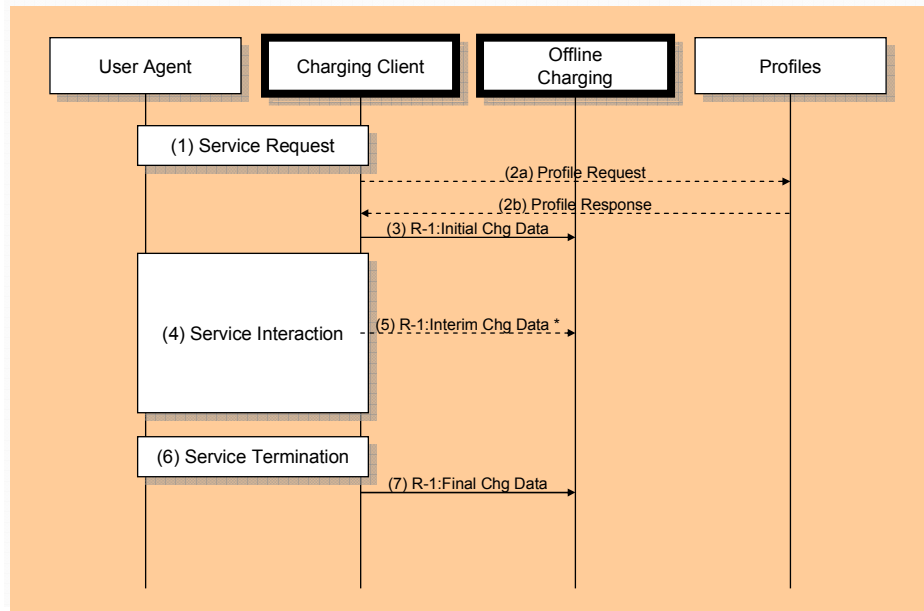 User Agent
Charging Client
Offline
Charging
Profiles
(1) Service Request
(2a) Profile Request
(2b) Profile Response
(3) R-1:Initial Chg Data
(4) Service Interaction
(5) R-1:Interim Chg Data *
(6) Service Termination
(7) R-1:Final Chg Data